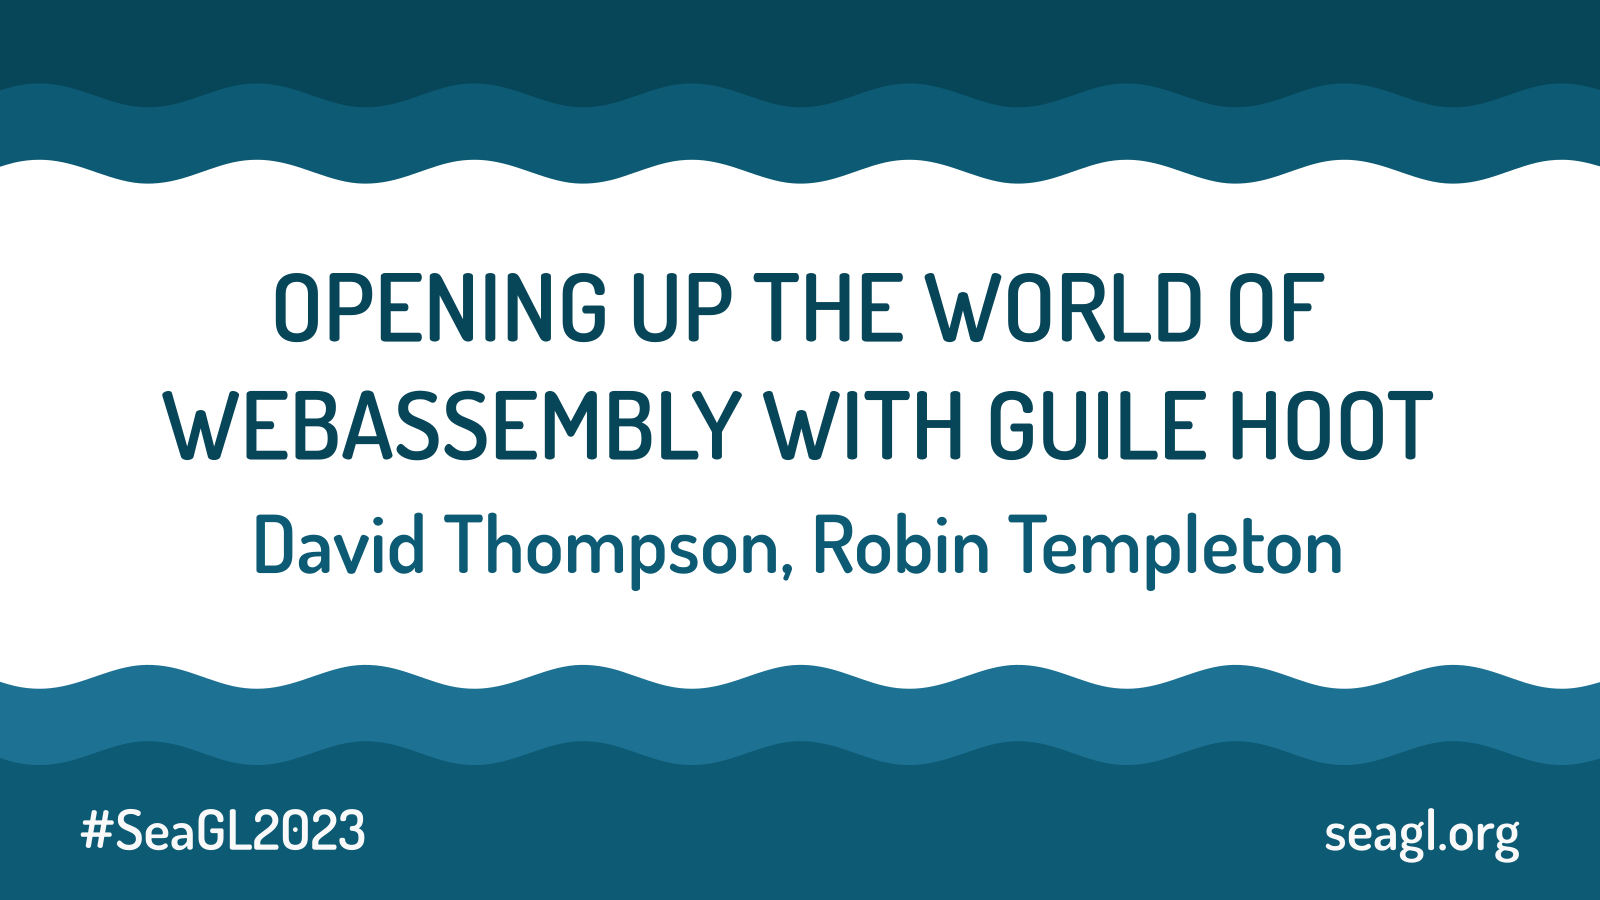 OPENING UP THE WORLD OF
WEBASSEMBLY WITH GUILE HOOT
David Thompson, Robin Templeton
#SeaGL2023
seagl.org